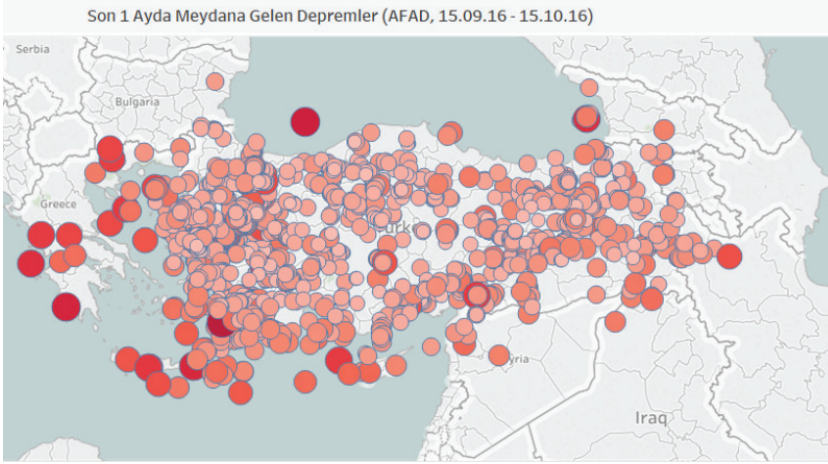 Son 1 Ayda Meydana Gelen Depremler (AFAD, 15.09.16 - 15.10.16)
Serbia
Bulgaria
Greece
Iraq